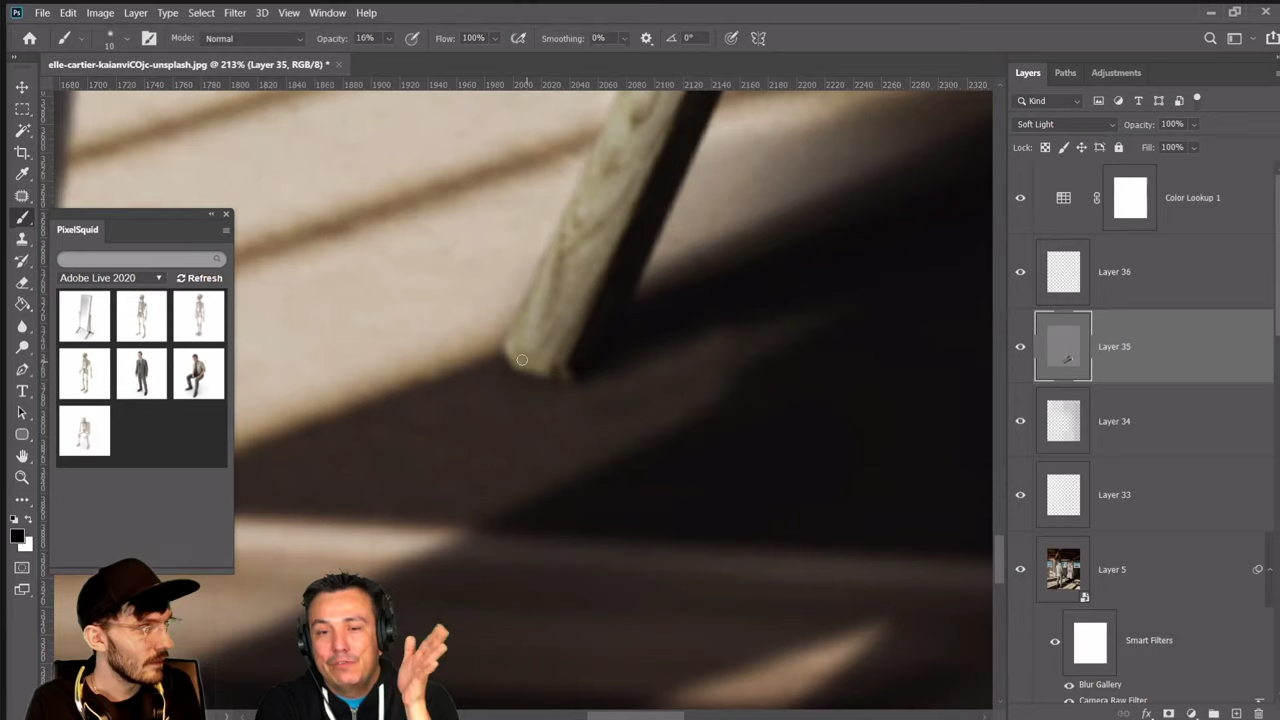 Ps File Edit Image Layer Type Select Filter 3D View Window Help
10 Mode: Normal Opacity: 16% Flow: 100% Smoothing: 0% 0°
elle-cartier-kaianviCOjc-unsplash.jpg @ 213% (Layer 35, RGB/8) *
1680 1700 1720 1740 1760 1780 1800 1820 1840 1860 1880 1900 1920 1940 1960 1980 2000 2020 2040 2060 2080 2100 2120 2140 2160 2180 2200 2220 2240 2260 2280 2300 2320
PixelSquid
Adobe Live 2020 Refresh
Layers Paths Adjustments
Kind
Soft Light Opacity: 100%
Lock: Fill: 100%
Color Lookup 1
Layer 36
Layer 35
Layer 34
Layer 33
Layer 5
Smart Filters
Blur Gallery
Camera Raw Filter
fx